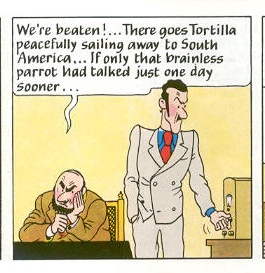 We're beaten!...There goes Tortilla
peacefully sailing away to South
America... If only that brainless
parrot had talked just one day
sooner...